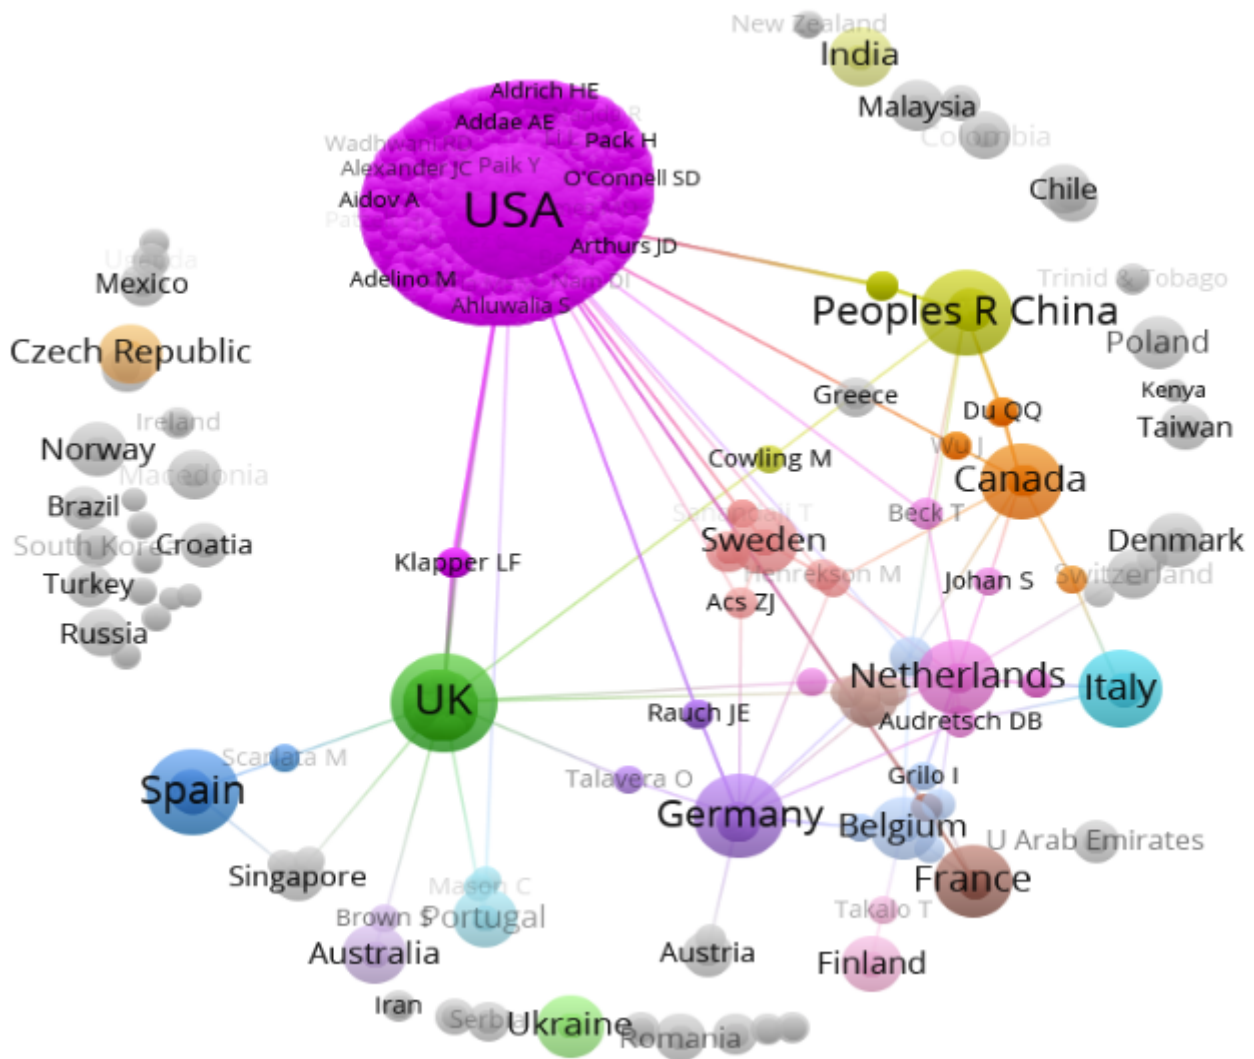 New Zealand
India
Malaysia
Colombia
Chile
Aldrich HE
Addae AE
Pack H
Alexander JC
Paik Y
O'Connell SD
Aidov A
USA
Arthurs JD
Adelino M
Ahluwalia S
Uganda
Mexico
Trinid & Tobago
Peoples R China
Poland
Czech Republic
Kenya
Greece
Du QQ
Taiwan
Ireland
Norway
Wu J
Cowling M
Macedonia
Canada
Brazil
Beck T
Sweden
Denmark
South Korea
Croatia
Klapper LF
Henrekson M
Johan S
Switzerland
Turkey
Acs ZJ
Russia
Netherlands
Italy
UK
Rauch JE
Audretsch DB
Scarlata M
Talavera O
Grilo I
Spain
Germany
Belgium
U Arab Emirates
Singapore
France
Mason C
Brown S
Portugal
Takalo T
Australia
Austria
Finland
Iran
Serbia
Ukraine
Romania